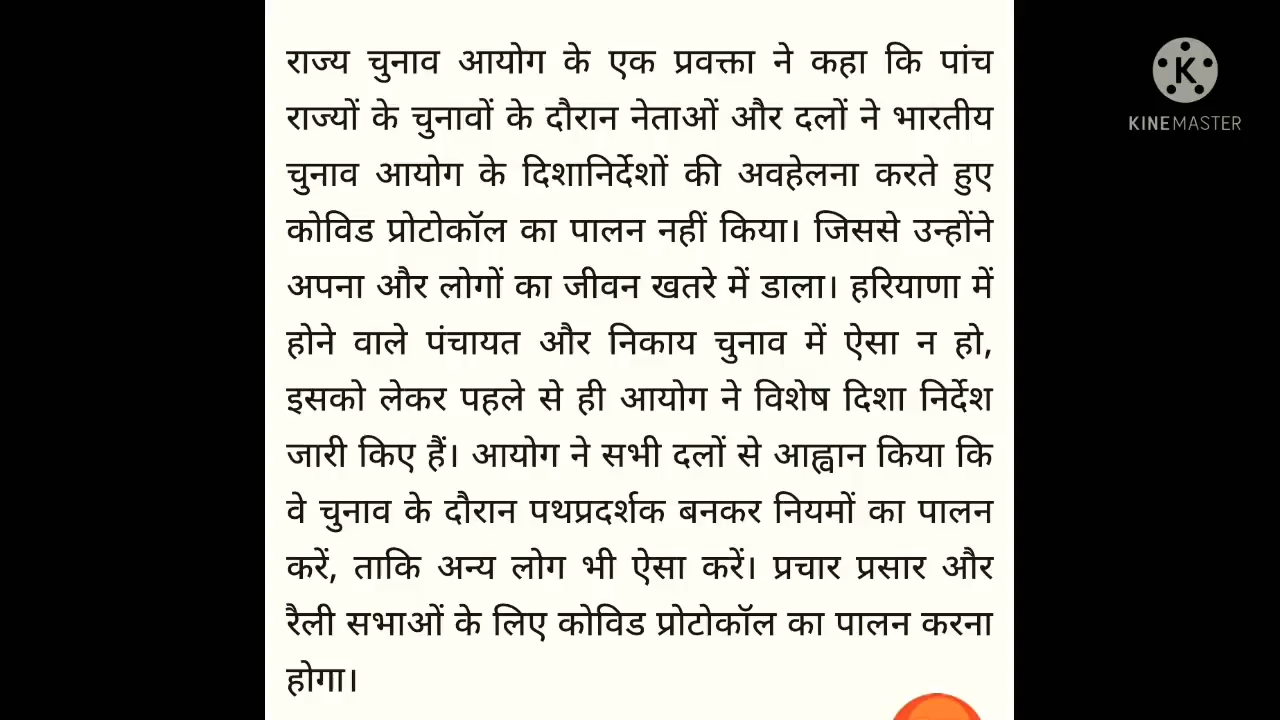 राज्य चुनाव आयोग के एक प्रवक्ता ने कहा कि पांच
राज्यों के चुनावों के दौरान नेताओं और दलों ने भारतीय
चुनाव आयोग के दिशानिर्देशों की अवहेलना करते हुए
कोविड प्रोटोकॉल का पालन नहीं किया। जिससे उन्होंने
अपना और लोगों का जीवन खतरे में डाला। हरियाणा में
होने वाले पंचायत और निकाय चुनाव में ऐसा न हो,
इसको लेकर पहले से ही आयोग ने विशेष दिशा निर्देश
जारी किए हैं। आयोग ने सभी दलों से आह्वान किया कि
वे चुनाव के दौरान पथप्रदर्शक बनकर नियमों का पालन
करें, ताकि अन्य लोग भी ऐसा करें। प्रचार प्रसार और
रैली सभाओं के लिए कोविड प्रोटोकॉल का पालन करना
होगा।
K
KINEMASTER